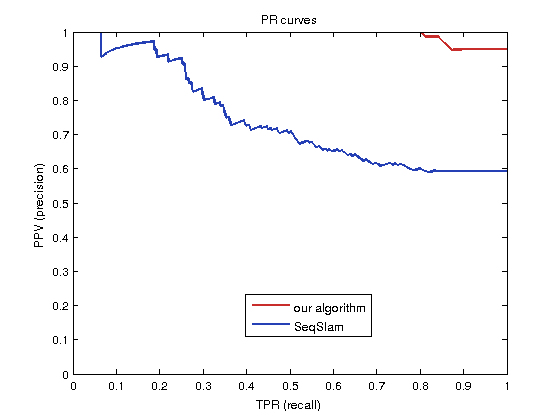 PR curves
PPV (precision)
1
0.9
0.8
0.7
0.6
0.5
0.4
0.3
0.2
0.1
0
our algorithm
SeqSlam
0 0.1 0.2 0.3 0.4 0.5 0.6 0.7 0.8 0.9 1
TPR (recall)